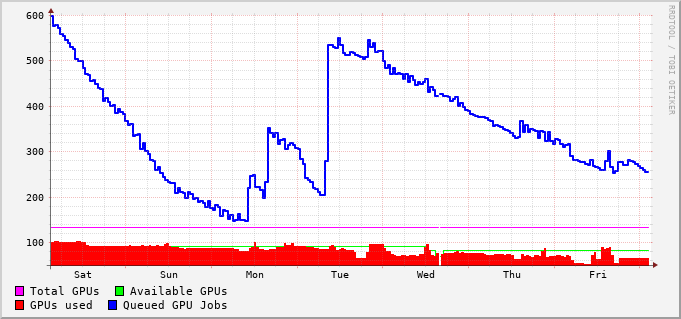 600
500
400
300
200
100
Sat Sun Mon Tue Wed Thu Fri
Total GPUs Available GPUs
GPUs used Queued GPU Jobs
RRDTOOL / TOBI OETIKER